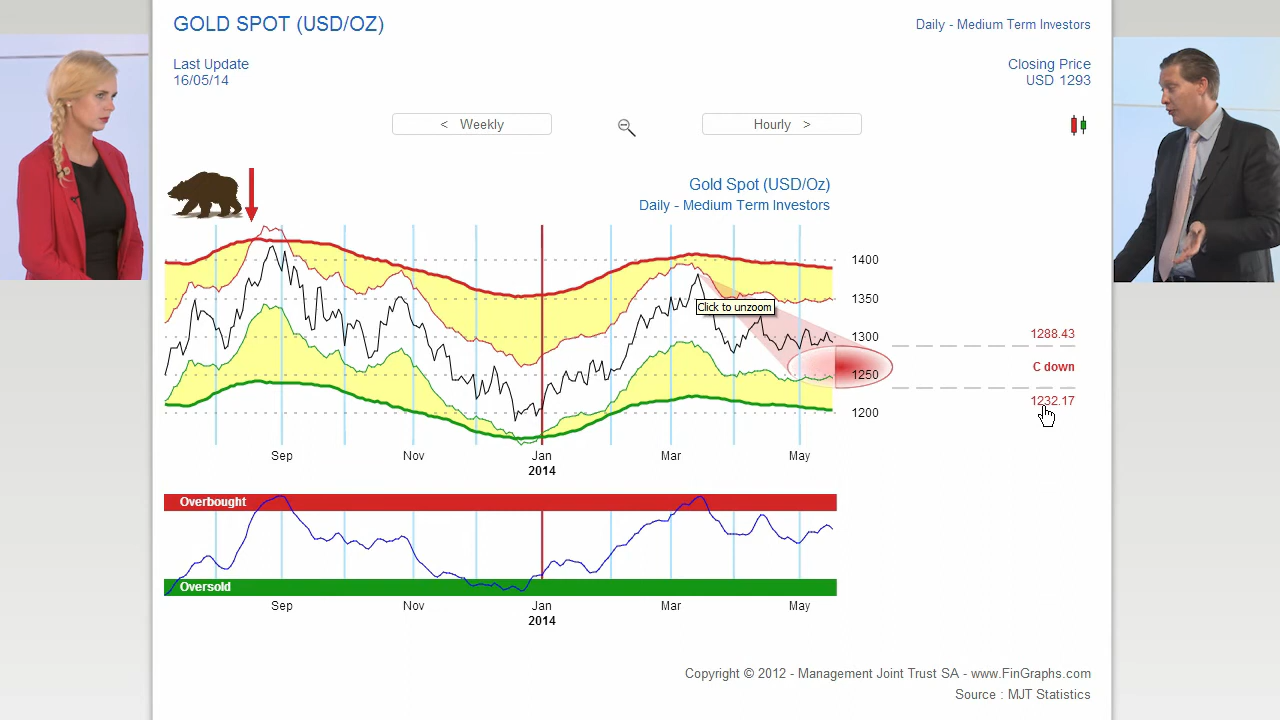 GOLD SPOT (USD/OZ)
Daily - Medium Term Investors
Last Update
16/05/14
Closing Price
USD 1293
< Weekly
Hourly >
Gold Spot (USD/Oz)
Daily - Medium Term Investors
1400
1350
1300
1250
1200
Click to unzoom
1288.43
C down
1232.17
Sep
Nov
Jan
Mar
May
2014
Overbought
Oversold
Sep
Nov
Jan
Mar
May
2014
Copyright © 2012 - Management Joint Trust SA - www.FinGraphs.com
Source : MJT Statistics